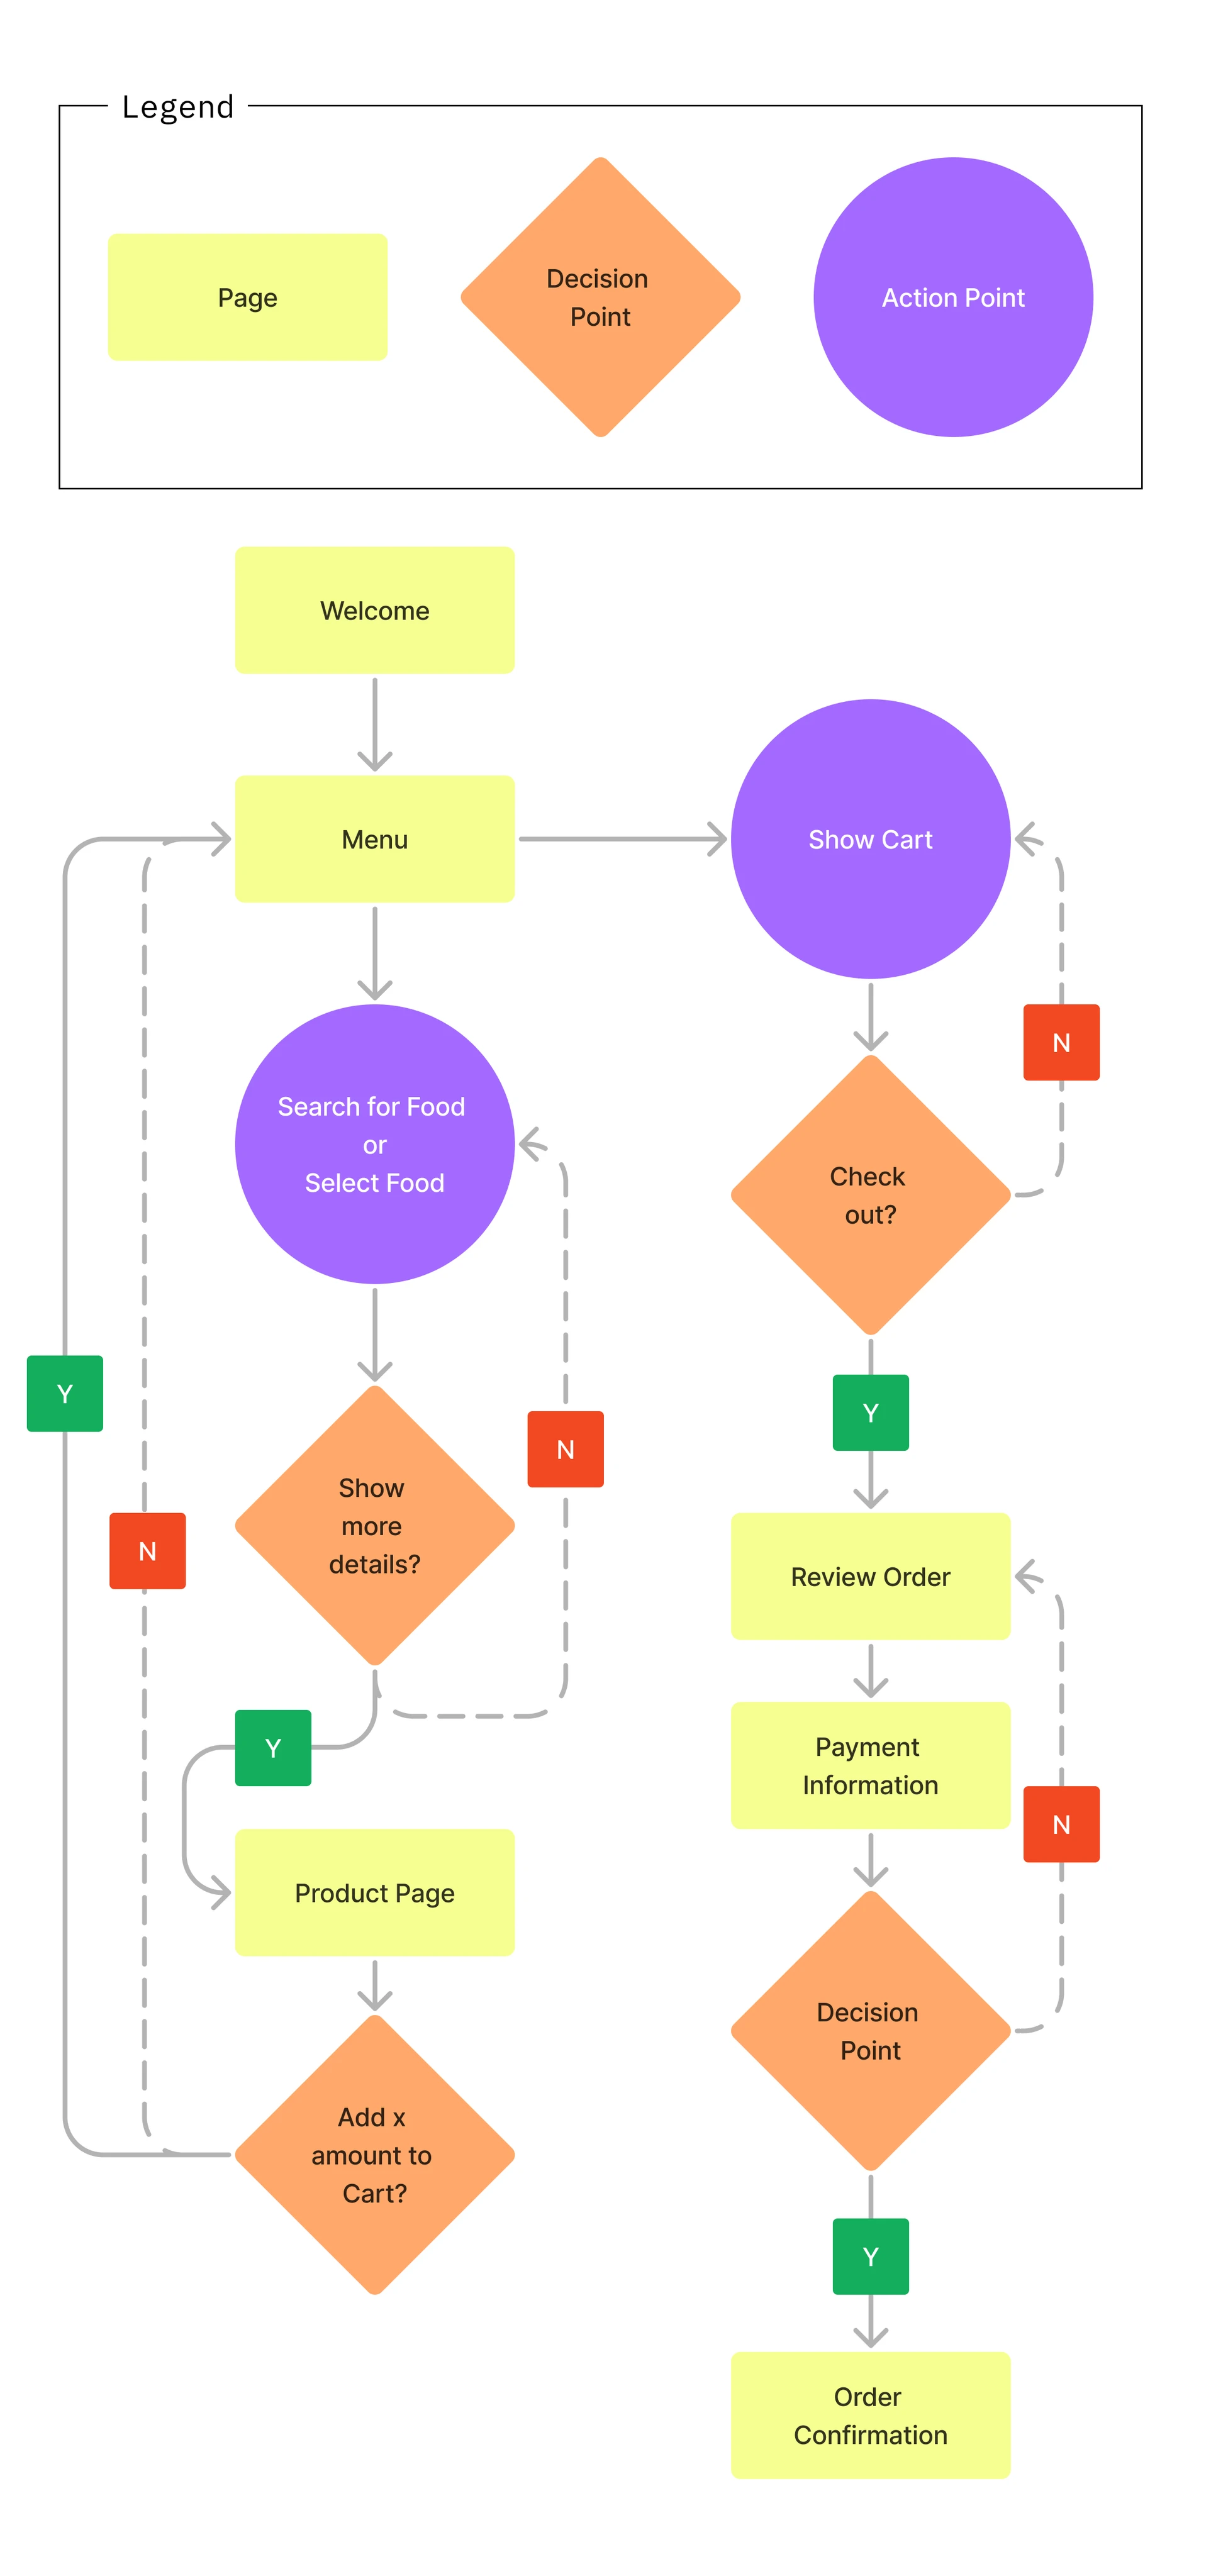 Legend
Page
Decision
Point
Action Point
Welcome
Menu
Show Cart
Search for Food
or
Select Food
N
Check
out?
Y
Y
N
Show
more
details?
N
Y
Review Order
Product Page
Payment
Information
N
Add x
amount to
Cart?
Decision
Point
Y
Order
Confirmation